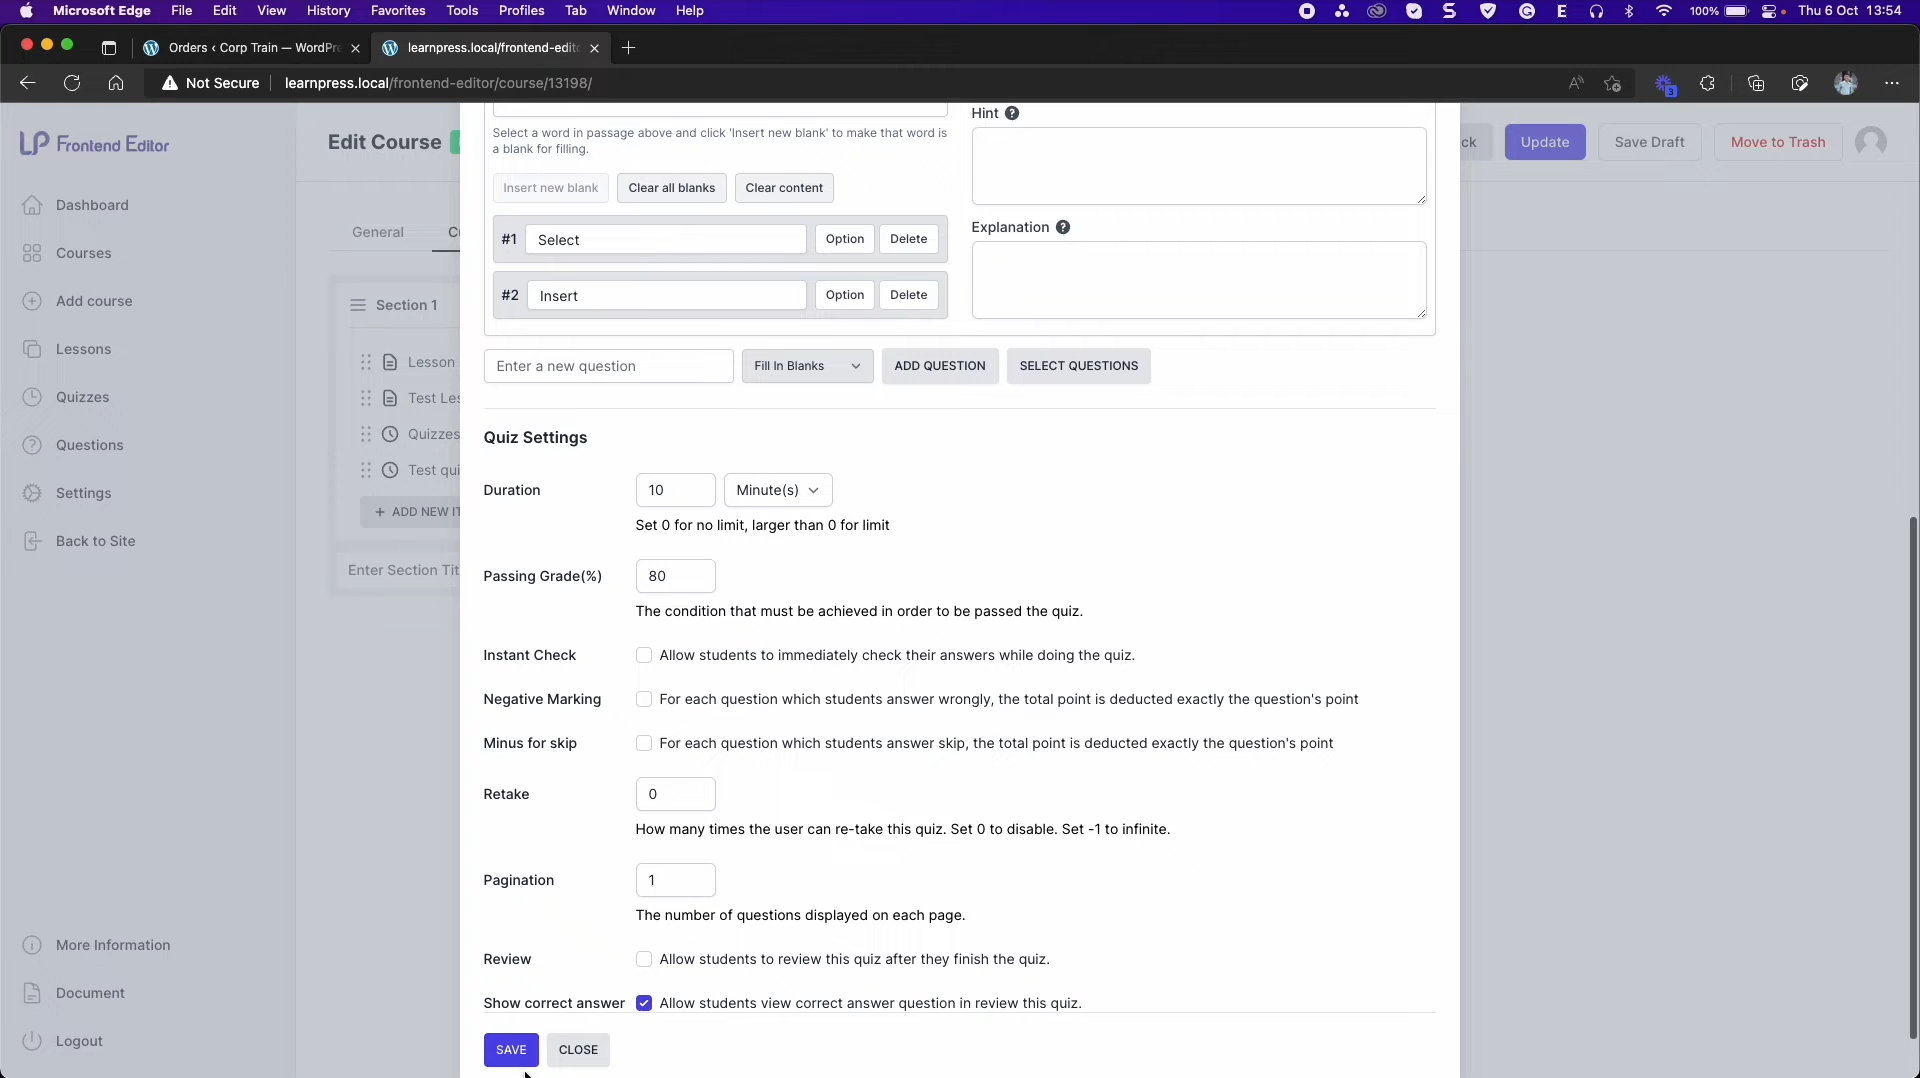 Microsoft Edge File Edit View History Favorites Tools Profiles Tab Window Help
S E 100% Thu 6 Oct 13:54
Orders ‹ Corp Train — WordPre
learnpress.local/frontend-edito
Not Secure learnpress.local/frontend-editor/course/13198/
3
LP Frontend Editor
Dashboard
Courses
Add course
Lessons
Quizzes
Questions
Settings
Back to Site
More Information
Document
Logout
Edit Course
ck Update Save Draft Move to Trash
General
Section 1
Lesson
Test Les
Quizzes
Test qui
+ ADD NEW IT
Enter Section Tit
Select a word in passage above and click 'Insert new blank' to make that word is
a blank for filling.
Insert new blank Clear all blanks Clear content
#1 Select Option Delete
#2 Insert Option Delete
Hint ?
Explanation ?
Enter a new question Fill In Blanks ADD QUESTION SELECT QUESTIONS
Quiz Settings
Duration 10 Minute(s)
Set 0 for no limit, larger than 0 for limit
Passing Grade(%) 80
The condition that must be achieved in order to be passed the quiz.
Instant Check Allow students to immediately check their answers while doing the quiz.
Negative Marking For each question which students answer wrongly, the total point is deducted exactly the question's point
Minus for skip For each question which students answer skip, the total point is deducted exactly the question's point
Retake 0
How many times the user can re-take this quiz. Set 0 to disable. Set -1 to infinite.
Pagination 1
The number of questions displayed on each page.
Review Allow students to review this quiz after they finish the quiz.
Show correct answer Allow students view correct answer question in review this quiz.
SAVE CLOSE